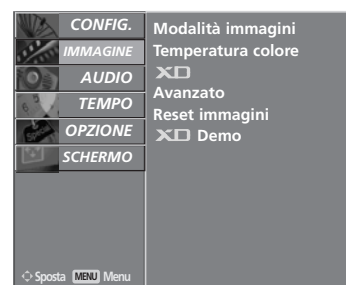 CONFIG.
IMMAGINE
AUDIO
TEMPO
OPZIONE
SCHERMO
Modalità immagini
Temperatura colore
XD
Avanzato
Reset immagini
XD Demo
Sposta MENU Menu